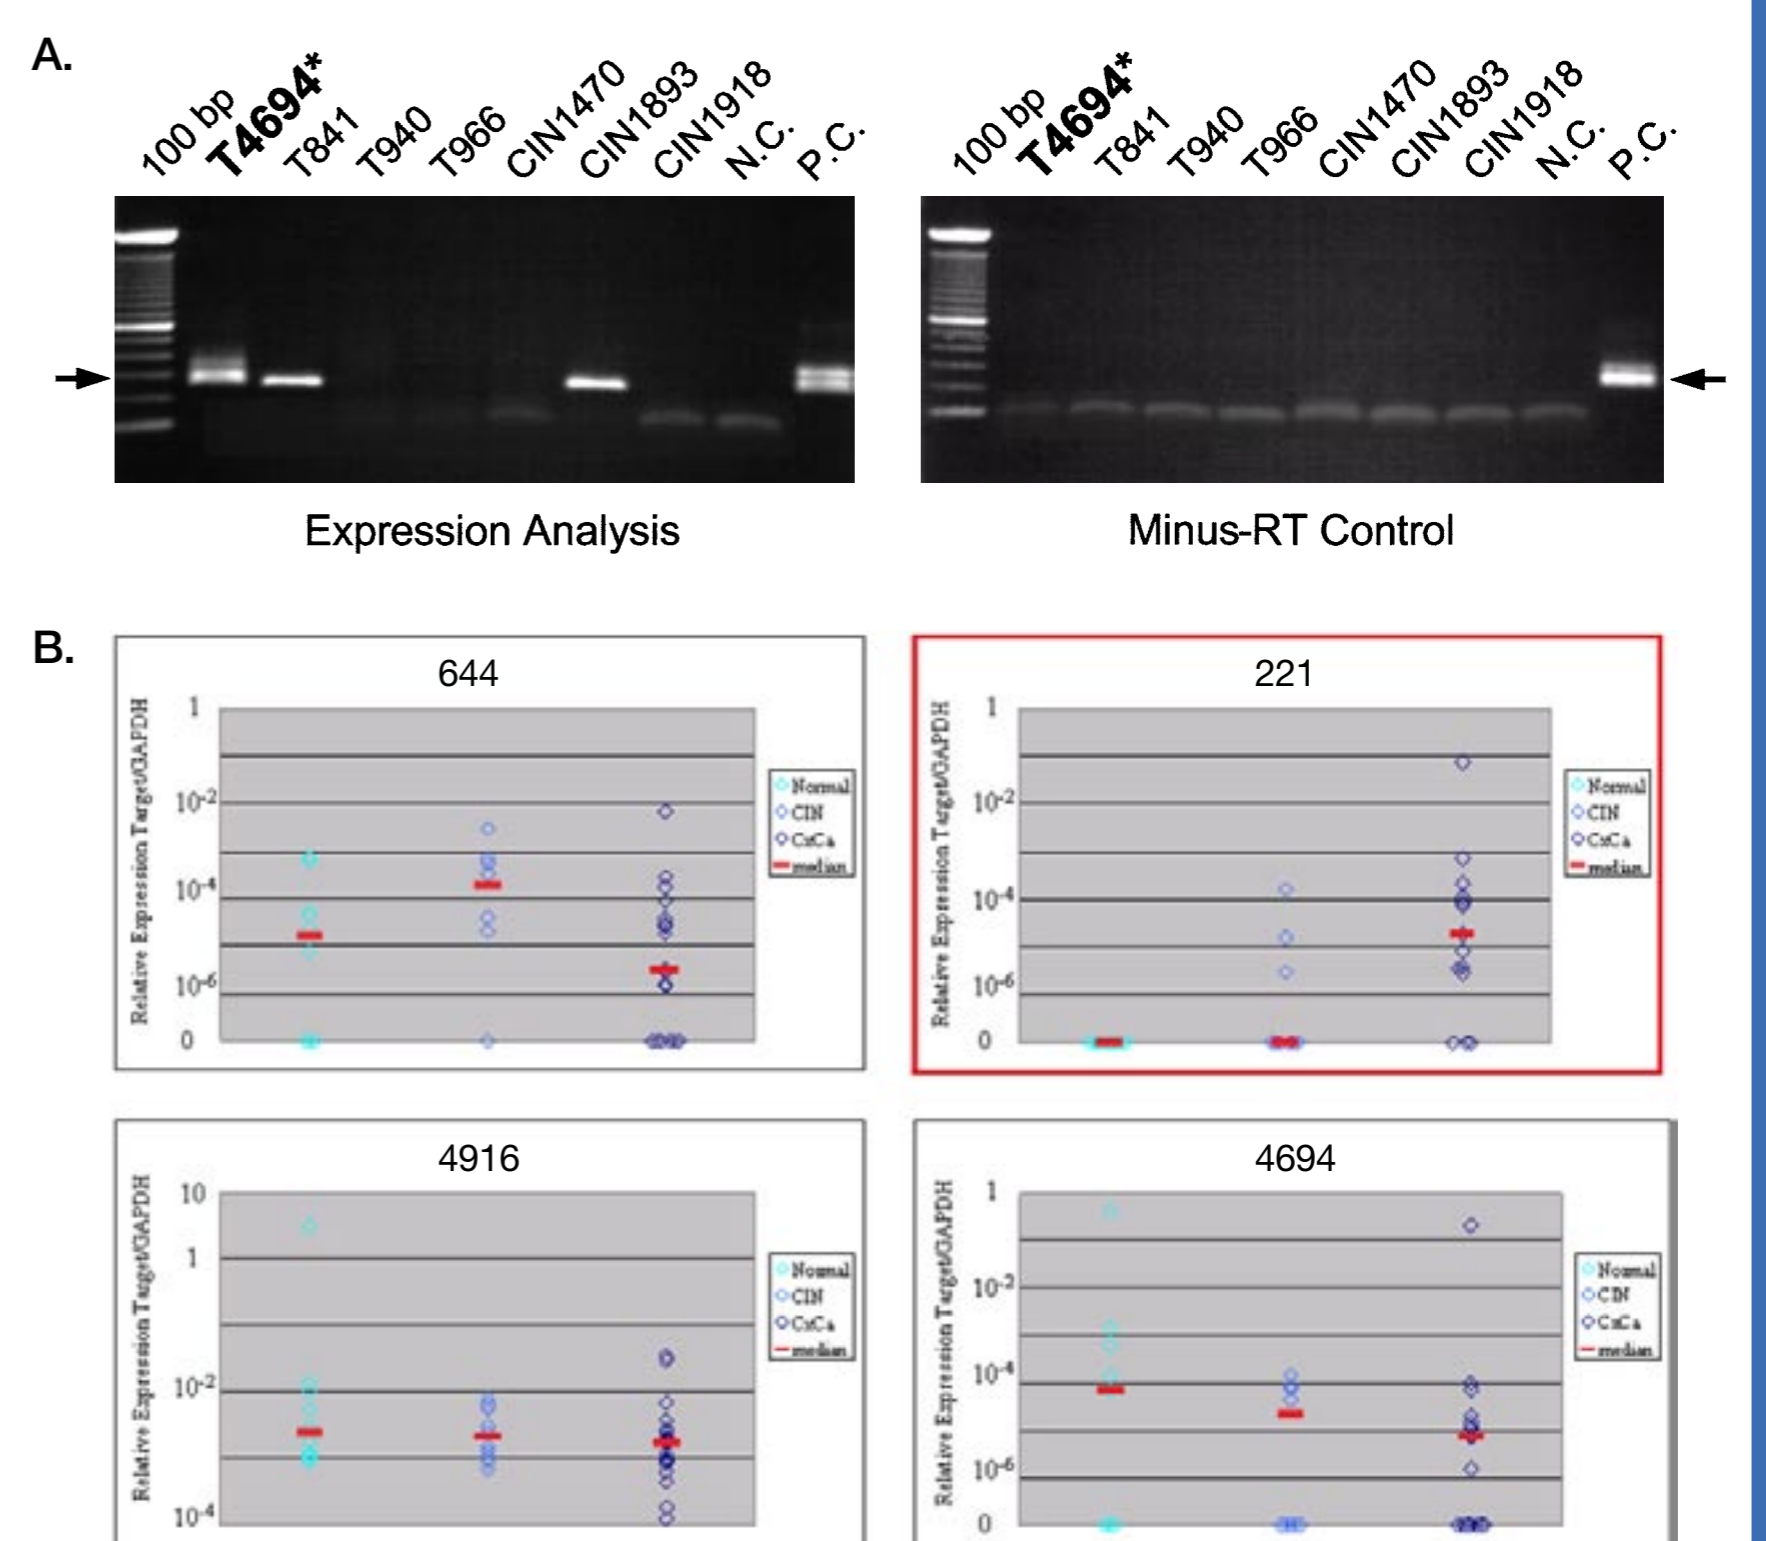 A.
100 bp T4694* T841 T940 T966 CIN1470 CIN1893 CIN1918 N.C. P.C.
100 bp T4694* T841 T940 T966 CIN1470 CIN1893 CIN1918 N.C. P.C.
Expression Analysis
Minus-RT Control
B.
644
Relative Expression Target/GAPDH
1
10-2
10-4
10-6
0
Normal
CIN
CxCa
median
221
Relative Expression Target/GAPDH
1
10-2
10-4
10-6
0
Normal
CIN
CxCa
median
4916
Relative Expression Target/GAPDH
10
1
10-2
10-4
Normal
CIN
CxCa
median
4694
Relative Expression Target/GAPDH
1
10-2
10-4
10-6
0
Normal
CIN
CxCa
median